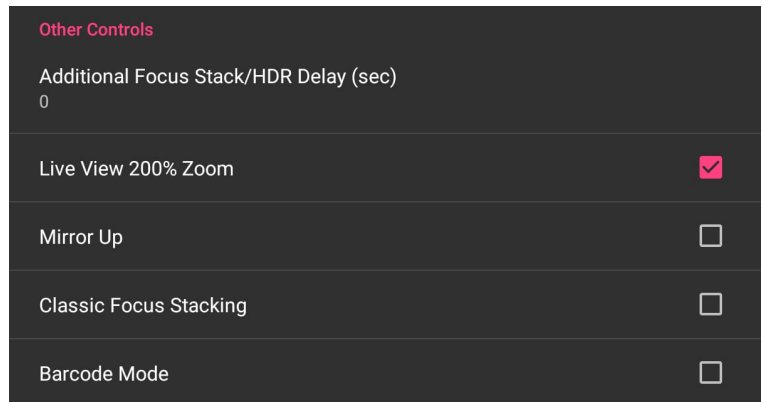 Other Controls
Additional Focus Stack/HDR Delay (sec)
0
Live View 200% Zoom
Mirror Up
Classic Focus Stacking
Barcode Mode